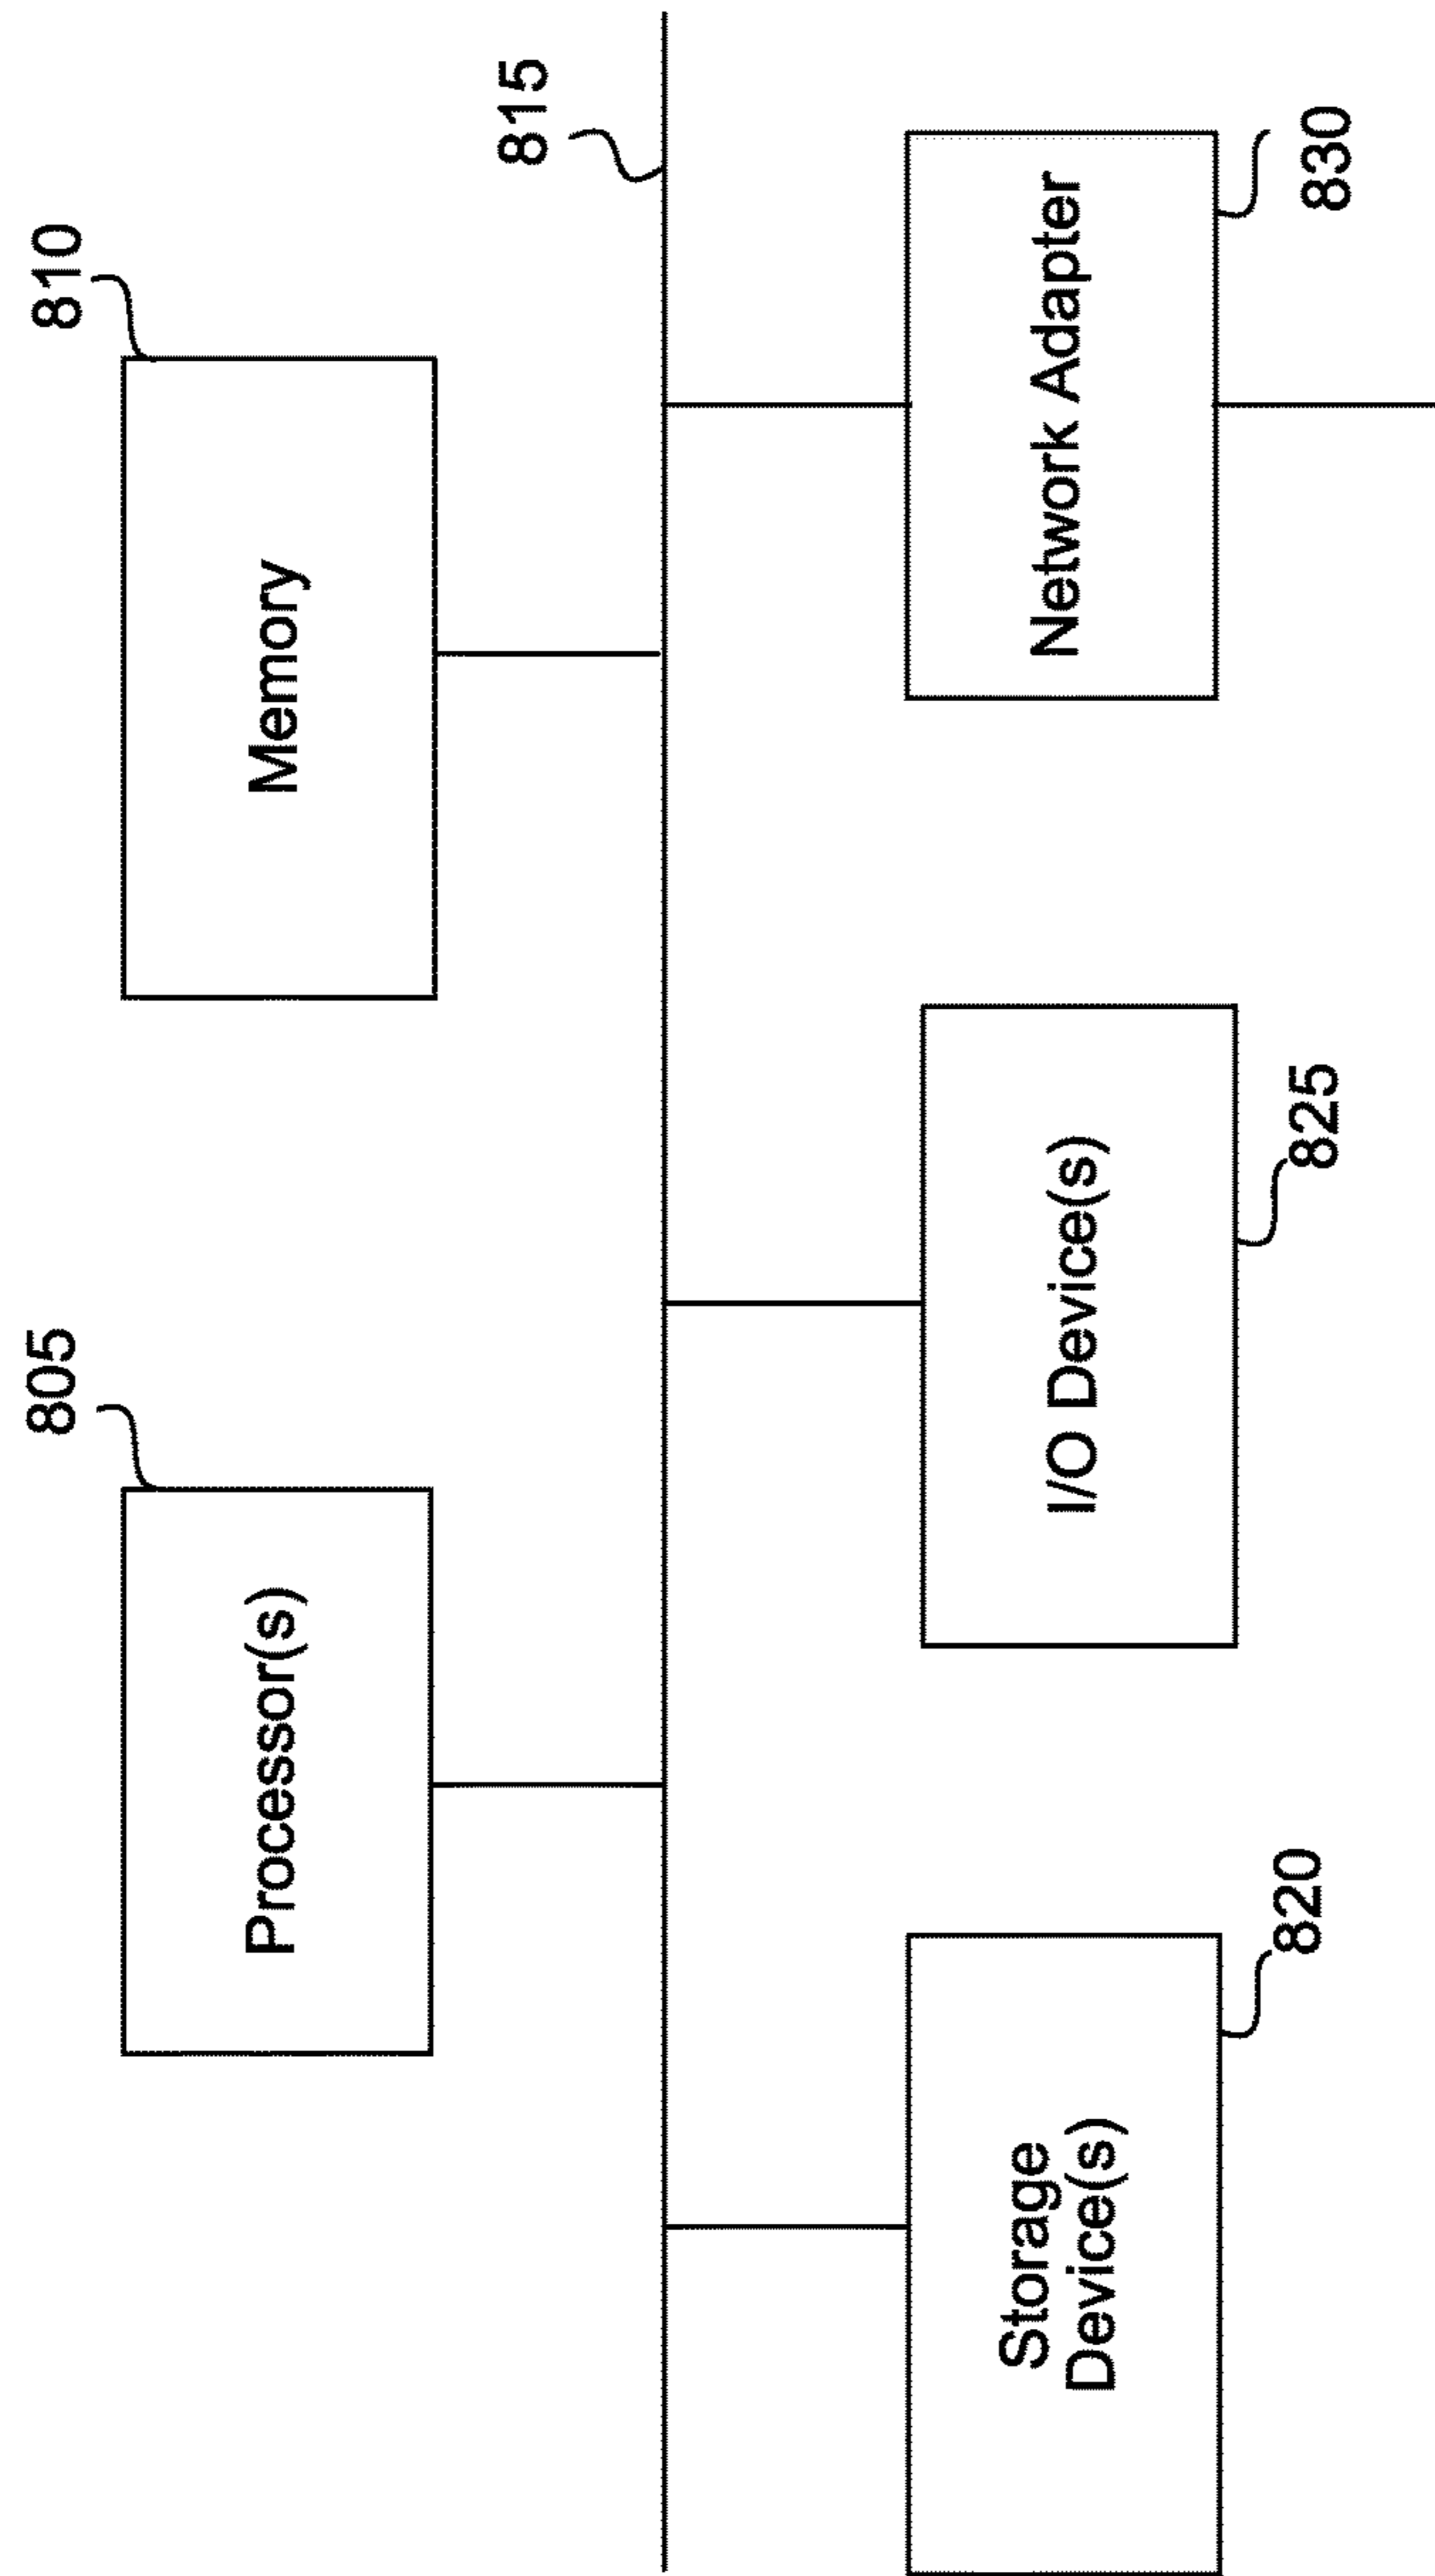 805
810
Processor(s)
Memory
815
Storage
Device(s)
I/O Device(s)
Network Adapter
820
825
830